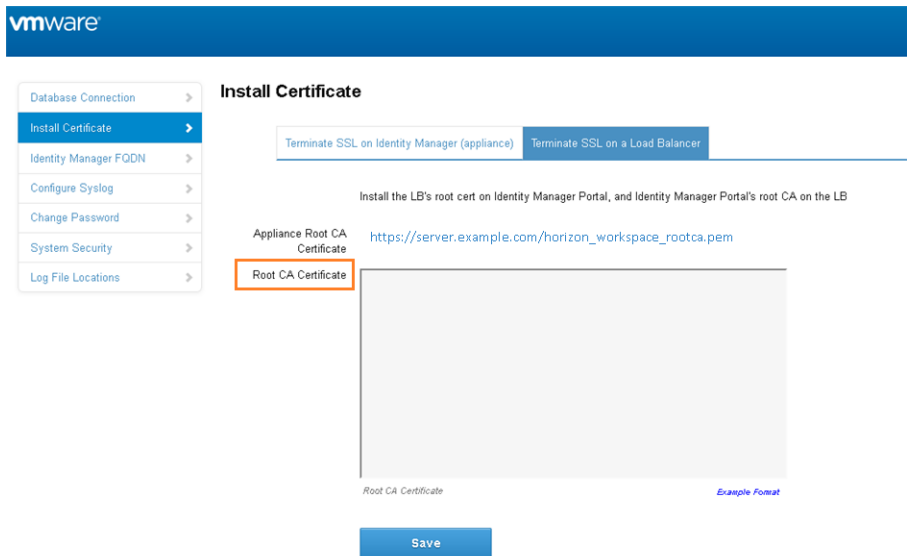 vmware
Install Certificate
Database Connection
Install Certificate
Identity Manager FQDN
Configure Syslog
Change Password
System Security
Log File Locations
Terminate SSL on Identity Manager (appliance)
Terminate SSL on a Load Balancer
Install the LB's root cert on Identity Manager Portal, and Identity Manager Portal's root CA on the LB
Appliance Root CA
Certificate
https://server.example.com/horizon_workspace_rootca.pem
Root CA Certificate
Root CA Certificate
Example Format
Save